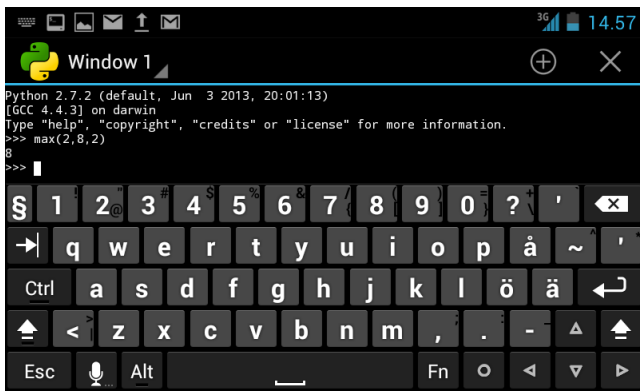 3G 14.57
Window 1
Python 2.7.2 (default, Jun  3 2013, 20:01:13)
[GCC 4.4.3] on darwin
Type "help", "copyright", "credits" or "license" for more information.
>>> max(2,8,2)
8
>>>
§ 1 ! 2 " @ 3 # 4 $ 5 % 6 & 7 / { 8 ( [ 9 ) ] 0 = } ? + \ ' `
q w e r t y u i o p å ~ ^ ' *
Ctrl a s d f g h j k l ö ä
< > | z x c v b n m , ; . : - _
Esc ... Alt Fn